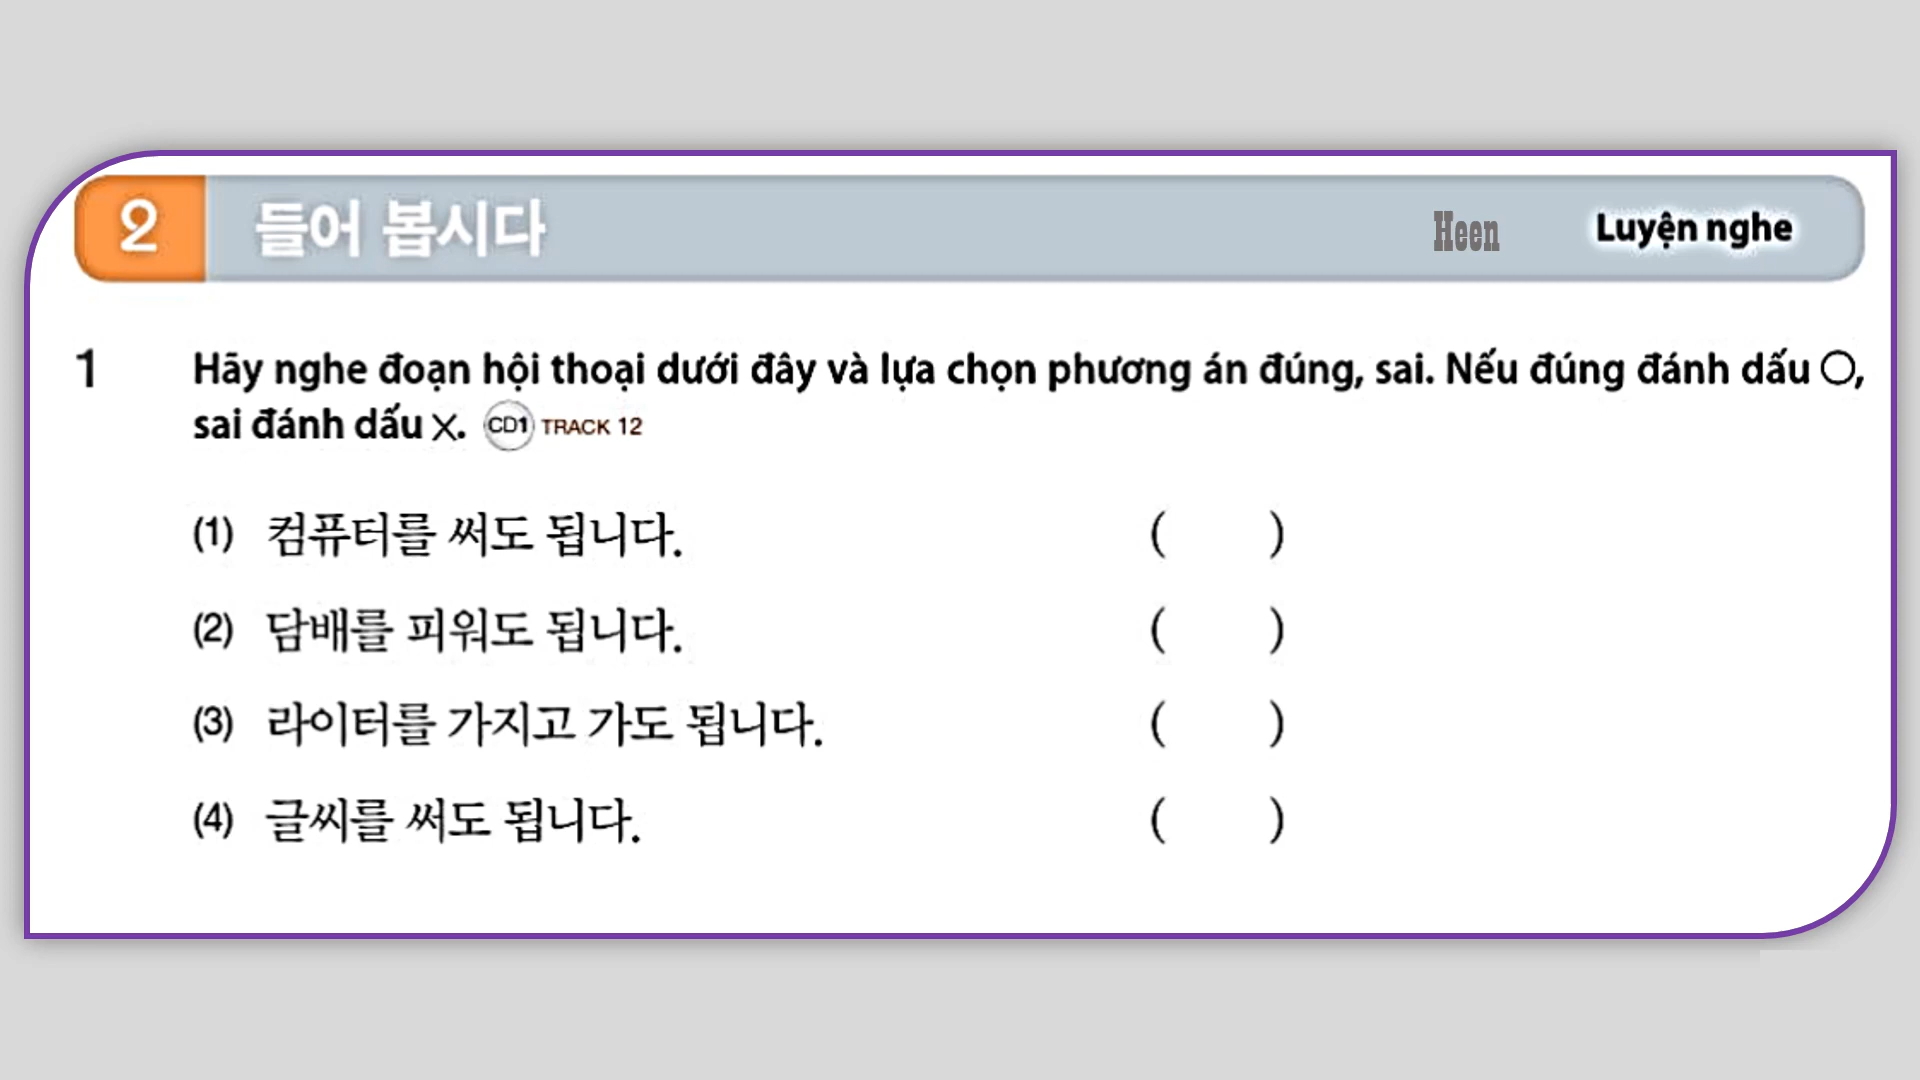 2 들어 봅시다 Heen Luyện nghe
1 Hãy nghe đoạn hội thoại dưới đây và lựa chọn phương án đúng, sai. Nếu đúng đánh dấu ○,
sai đánh dấu ×. CD1 TRACK 12
(1) 컴퓨터를 써도 됩니다. ( )
(2) 담배를 피워도 됩니다. ( )
(3) 라이터를 가지고 가도 됩니다. ( )
(4) 글씨를 써도 됩니다. ( )